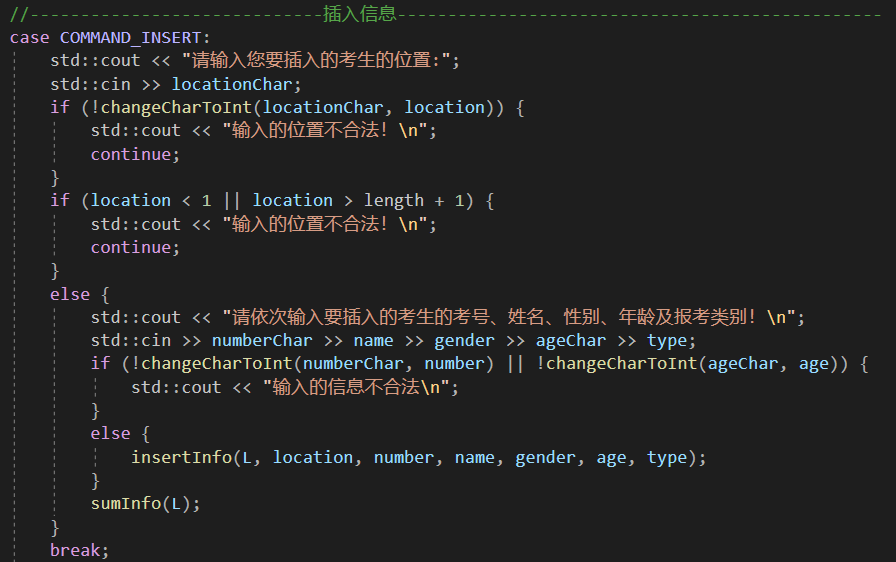 //-----------------------------插入信息------------------------------------------------
case COMMAND_INSERT:
    std::cout << "请输入您要插入的考生的位置:";
    std::cin >> locationChar;
    if (!changeCharToInt(locationChar, location)) {
        std::cout << "输入的位置不合法！\n";
        continue;
    }
    if (location < 1 || location > length + 1) {
        std::cout << "输入的位置不合法！\n";
        continue;
    }
    else {
        std::cout << "请依次输入要插入的考生的考号、姓名、性别、年龄及报考类别！\n";
        std::cin >> numberChar >> name >> gender >> ageChar >> type;
        if (!changeCharToInt(numberChar, number) || !changeCharToInt(ageChar, age)) {
            std::cout << "输入的信息不合法\n";
        }
        else {
            insertInfo(L, location, number, name, gender, age, type);
        }
        sumInfo(L);
    }
    break;